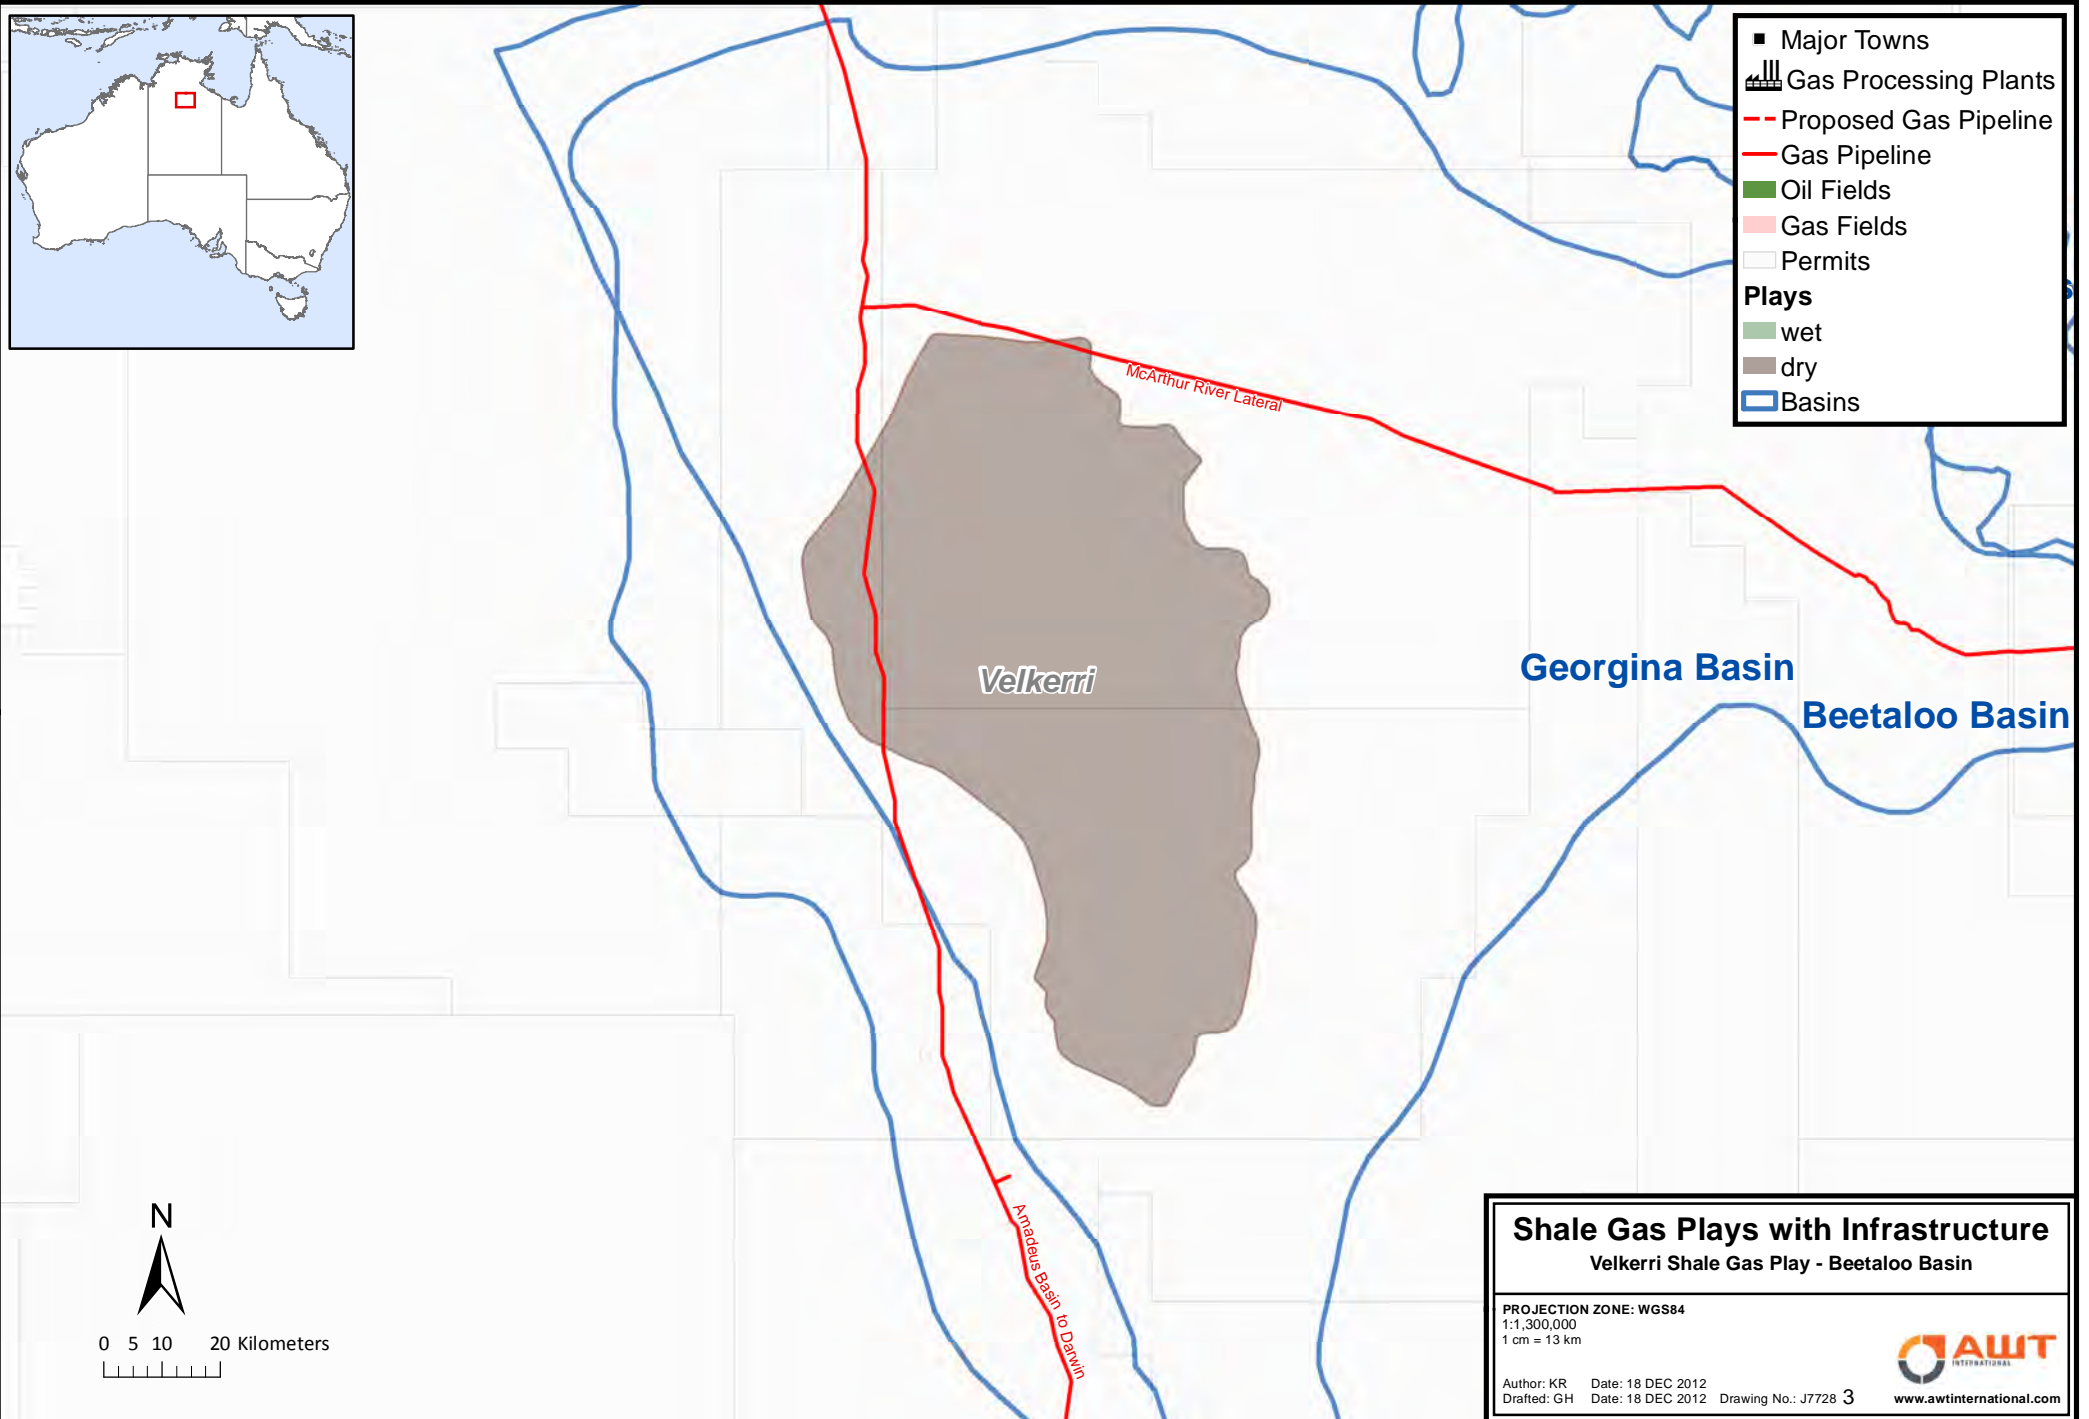 Major Towns
Gas Processing Plants
Proposed Gas Pipeline
Gas Pipeline
Oil Fields
Gas Fields
Permits
Plays
wet
dry
Basins
McArthur River Lateral
Velkerri
Georgina Basin
Beetaloo Basin
Amadeus Basin to Darwin
N
0 5 10 20 Kilometers
Shale Gas Plays with Infrastructure
Velkerri Shale Gas Play - Beetaloo Basin
PROJECTION ZONE: WGS84
1:1,300,000
1 cm = 13 km
AWT
INTERNATIONAL
Author: KR Date: 18 DEC 2012
Drafted: GH Date: 18 DEC 2012 Drawing No.: J7728 3
www.awtinternational.com